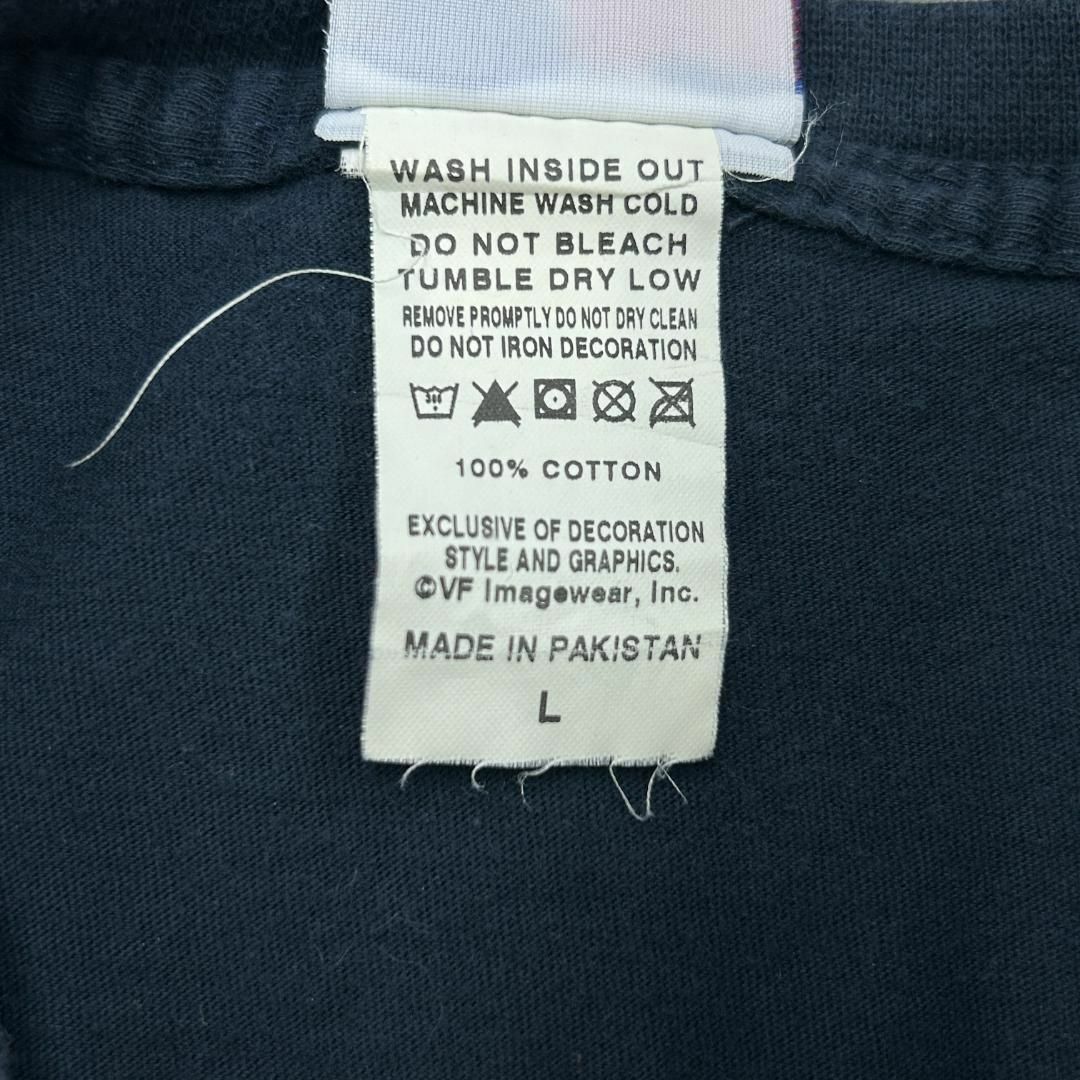 WASH INSIDE OUT
MACHINE WASH COLD
DO NOT BLEACH
TUMBLE DRY LOW
REMOVE PROMPTLY DO NOT DRY CLEAN
DO NOT IRON DECORATION
100% COTTON
EXCLUSIVE OF DECORATION
STYLE AND GRAPHICS.
©VF Imagewear, Inc.
MADE IN PAKISTAN
L